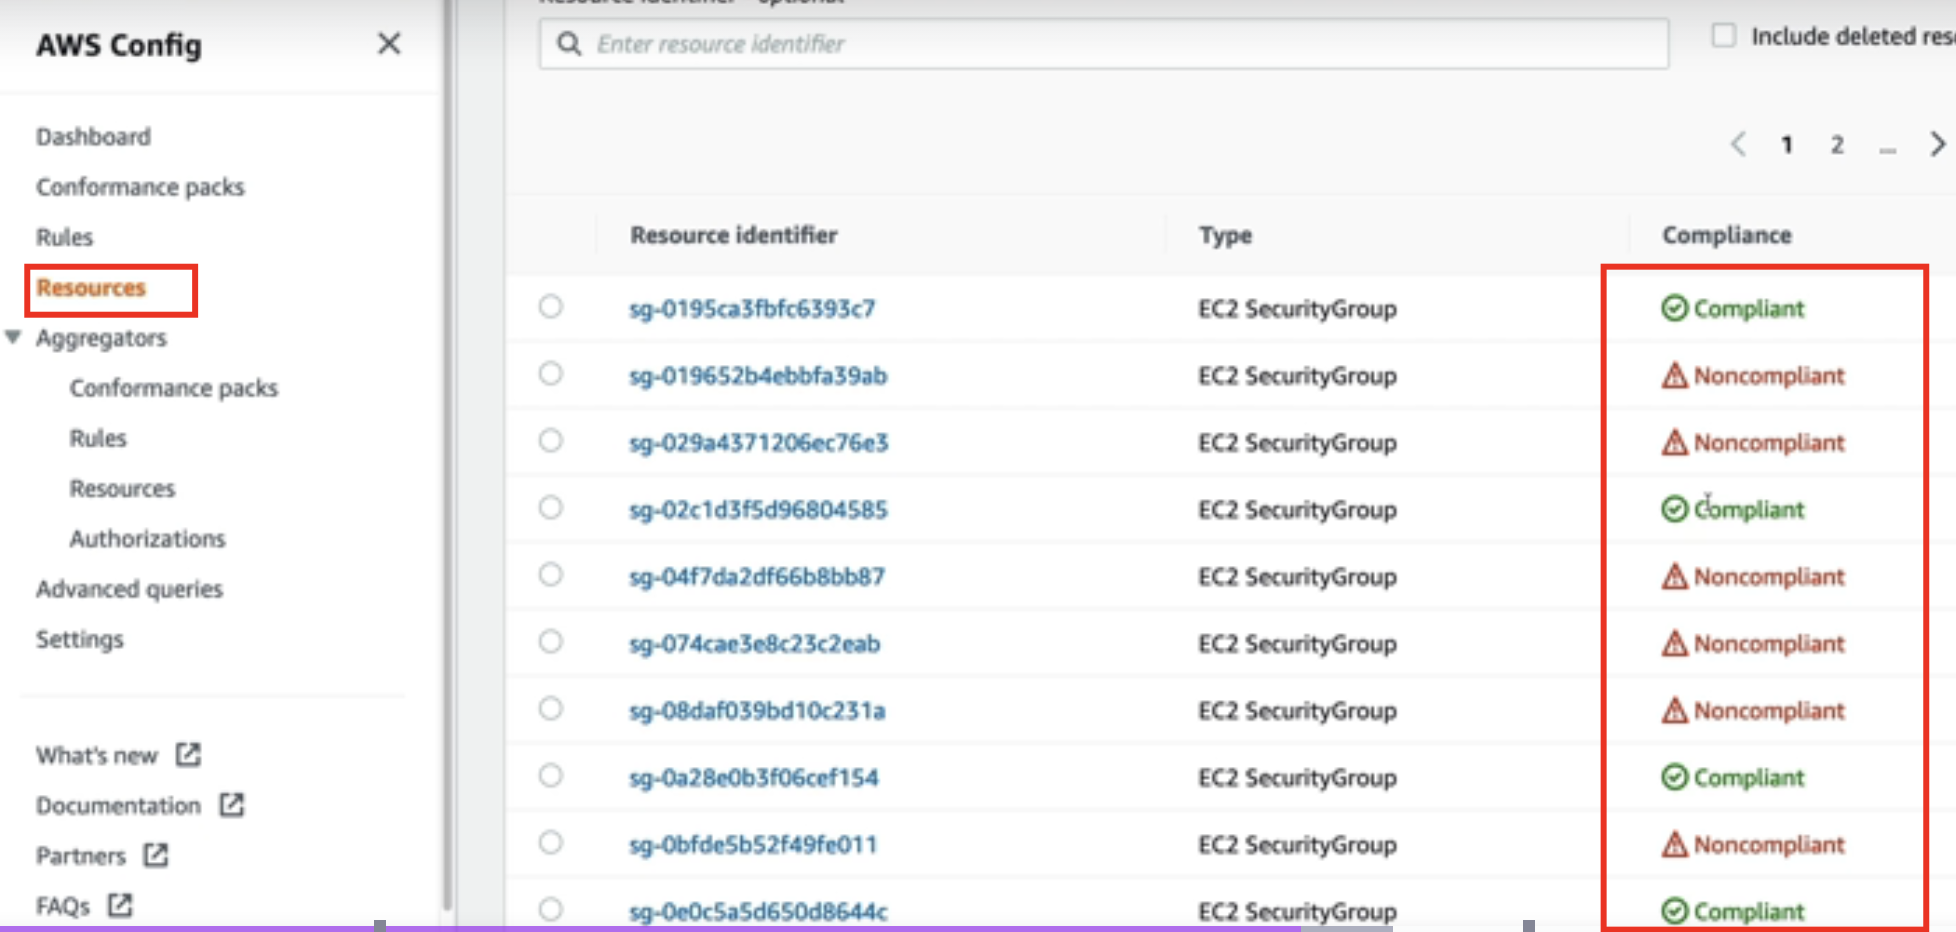 AWS Config
Dashboard
Conformance packs
Rules
Resources
Aggregators
Conformance packs
Rules
Resources
Authorizations
Advanced queries
Settings
What's new
Documentation
Partners
FAQs
Resource identifier - optional
Enter resource identifier
Include deleted res
1 2 ...
Resource identifier Type Compliance
sg-0195ca3fbfc6393c7 EC2 SecurityGroup Compliant
sg-019652b4ebbfa39ab EC2 SecurityGroup Noncompliant
sg-029a4371206ec76e3 EC2 SecurityGroup Noncompliant
sg-02c1d3f5d96804585 EC2 SecurityGroup Compliant
sg-04f7da2df66b8bb87 EC2 SecurityGroup Noncompliant
sg-074cae3e8c23c2eab EC2 SecurityGroup Noncompliant
sg-08daf039bd10c231a EC2 SecurityGroup Noncompliant
sg-0a28e0b3f06cef154 EC2 SecurityGroup Compliant
sg-0bfde5b52f49fe011 EC2 SecurityGroup Noncompliant
sg-0e0c5a5d650d8644c EC2 SecurityGroup Compliant